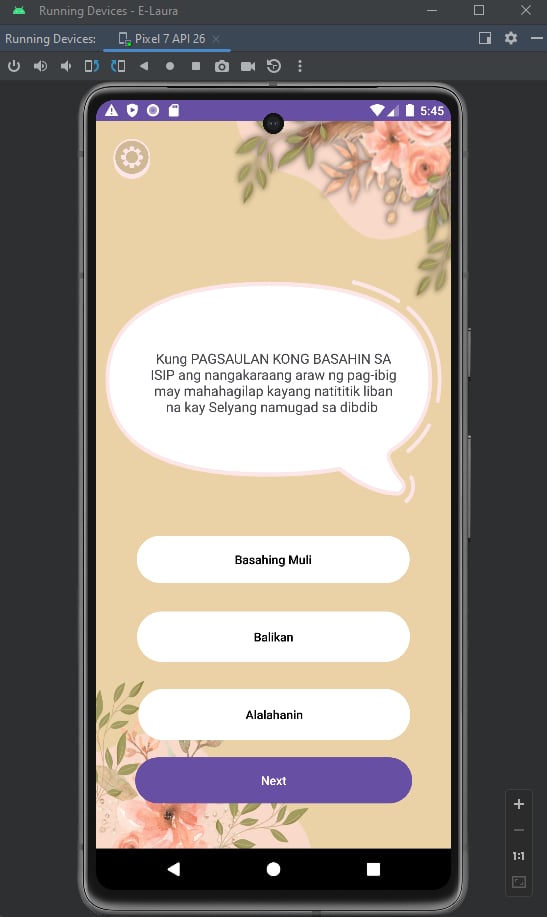 Running Devices - E-Laura
Running Devices: Pixel 7 API 26
5:45
Kung PAGSAULAN KONG BASAHIN SA
ISIP ang nangakaraang araw ng pag-ibig
may mahahagilap kayang natititik liban
na kay Selyang namugad sa dibdib
Basahing Muli
Balikan
Alalahanin
Next
1:1